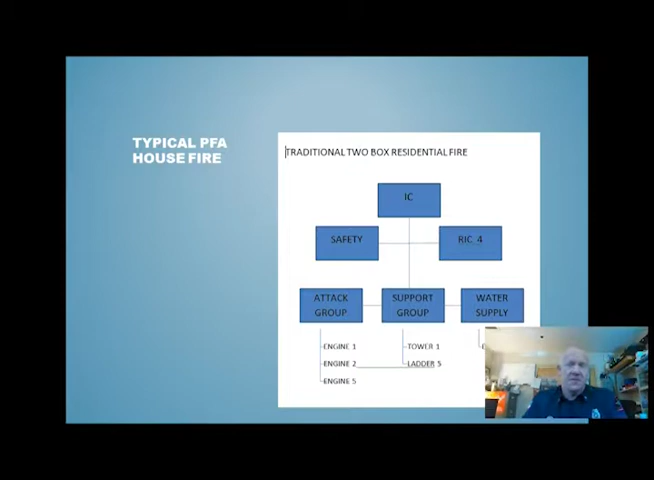 TYPICAL PFA
HOUSE FIRE
TRADITIONAL TWO BOX RESIDENTIAL FIRE
IC
SAFETY
RIC 4
ATTACK
GROUP
SUPPORT
GROUP
WATER
SUPPLY
ENGINE 1
ENGINE 2
ENGINE 5
TOWER 1
LADDER 5